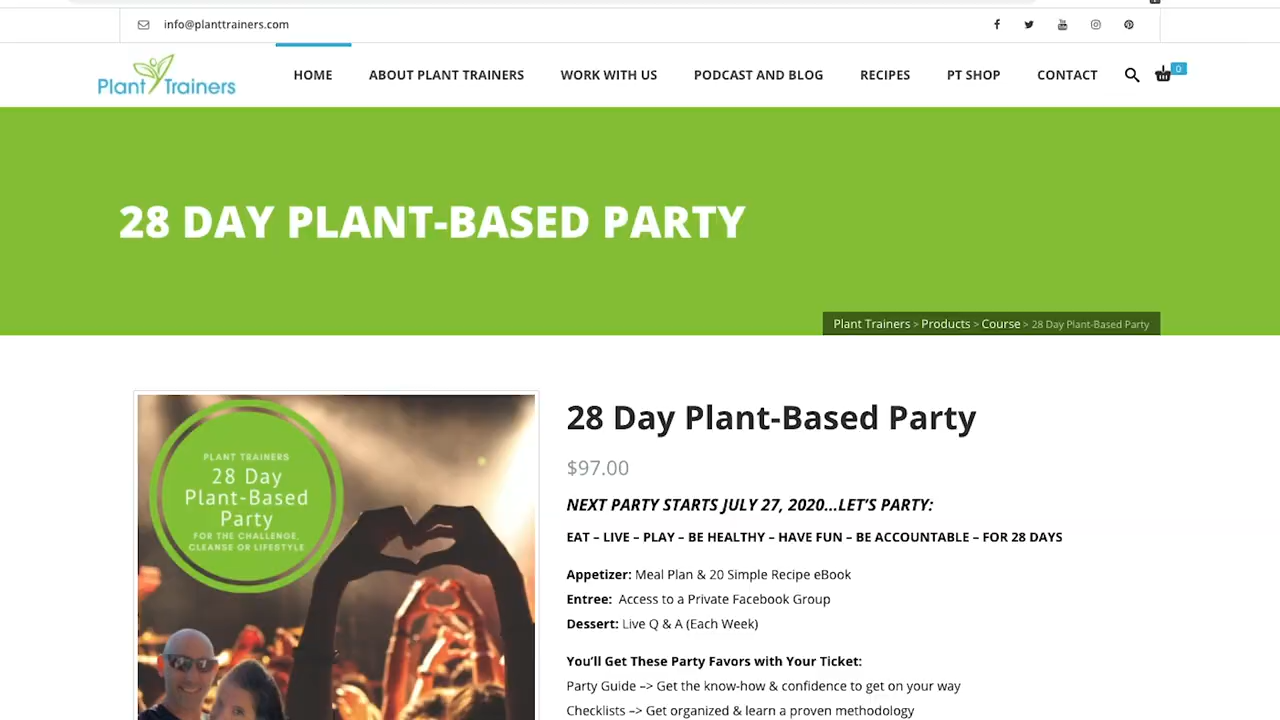 info@planttrainers.com
Plant Trainers
HOME ABOUT PLANT TRAINERS WORK WITH US PODCAST AND BLOG RECIPES PT SHOP CONTACT 0
28 DAY PLANT-BASED PARTY
Plant Trainers > Products > Course > 28 Day Plant-Based Party
PLANT TRAINERS
28 Day
Plant-Based
Party
FOR THE CHALLENGE,
CLEANSE OR LIFESTYLE
28 Day Plant-Based Party
$97.00
NEXT PARTY STARTS JULY 27, 2020...LET'S PARTY:
EAT – LIVE – PLAY – BE HEALTHY – HAVE FUN – BE ACCOUNTABLE – FOR 28 DAYS
Appetizer: Meal Plan & 20 Simple Recipe eBook
Entree: Access to a Private Facebook Group
Dessert: Live Q & A (Each Week)
You'll Get These Party Favors with Your Ticket:
Party Guide –> Get the know-how & confidence to get on your way
Checklists –> Get organized & learn a proven methodology